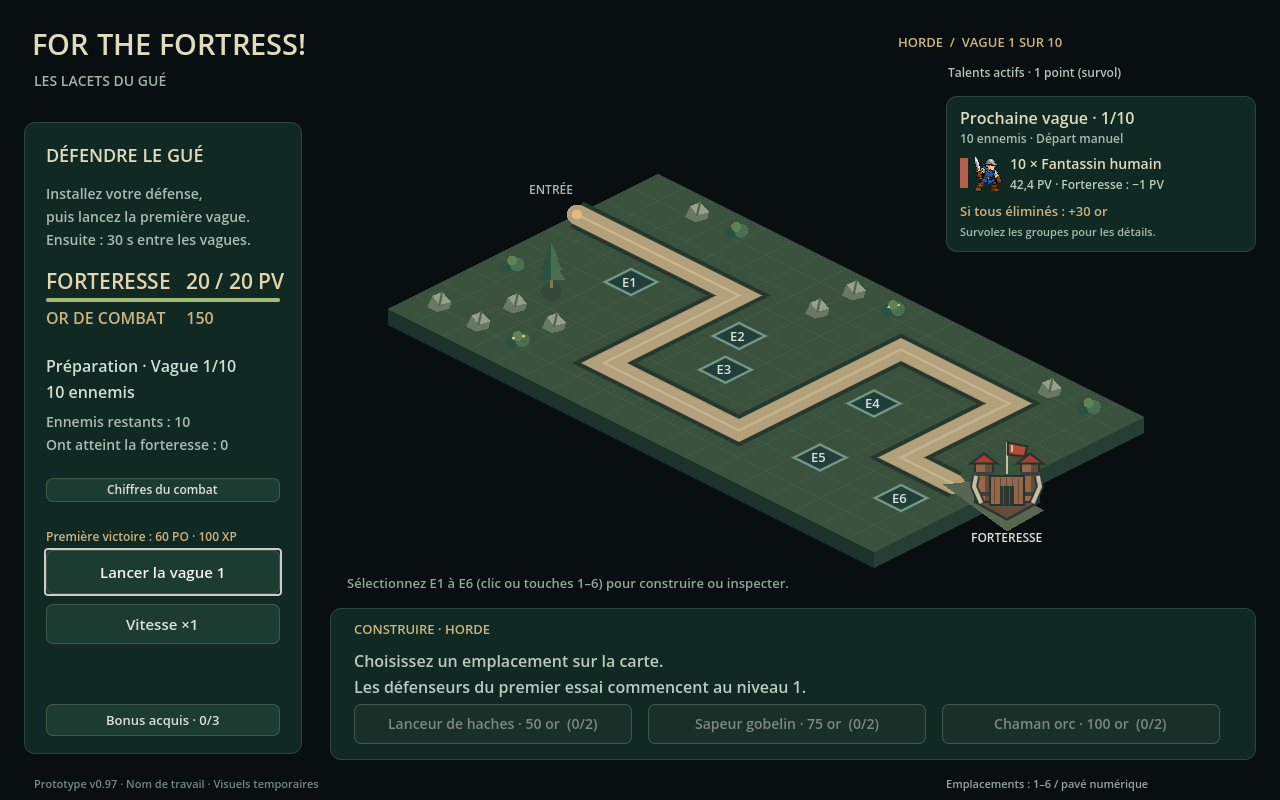 FOR THE FORTRESS!
LES LACETS DU GUÉ
HORDE / VAGUE 1 SUR 10
Talents actifs · 1 point (survol)
Prochaine vague · 1/10
10 ennemis · Départ manuel
10 × Fantassin humain
42,4 PV · Forteresse : −1 PV
Si tous éliminés : +30 or
Survolez les groupes pour les détails.
DÉFENDRE LE GUÉ
Installez votre défense,
puis lancez la première vague.
Ensuite : 30 s entre les vagues.
FORTERESSE 20 / 20 PV
OR DE COMBAT 150
Préparation · Vague 1/10
10 ennemis
Ennemis restants : 10
Ont atteint la forteresse : 0
Chiffres du combat
Première victoire : 60 PO · 100 XP
Lancer la vague 1
Vitesse ×1
Bonus acquis · 0/3
ENTRÉE
E1
E2
E3
E4
E5
E6
FORTERESSE
Sélectionnez E1 à E6 (clic ou touches 1–6) pour construire ou inspecter.
CONSTRUIRE · HORDE
Choisissez un emplacement sur la carte.
Les défenseurs du premier essai commencent au niveau 1.
Lanceur de haches · 50 or (0/2)
Sapeur gobelin · 75 or (0/2)
Chaman orc · 100 or (0/2)
Prototype v0.97 · Nom de travail · Visuels temporaires
Emplacements : 1–6 / pavé numérique